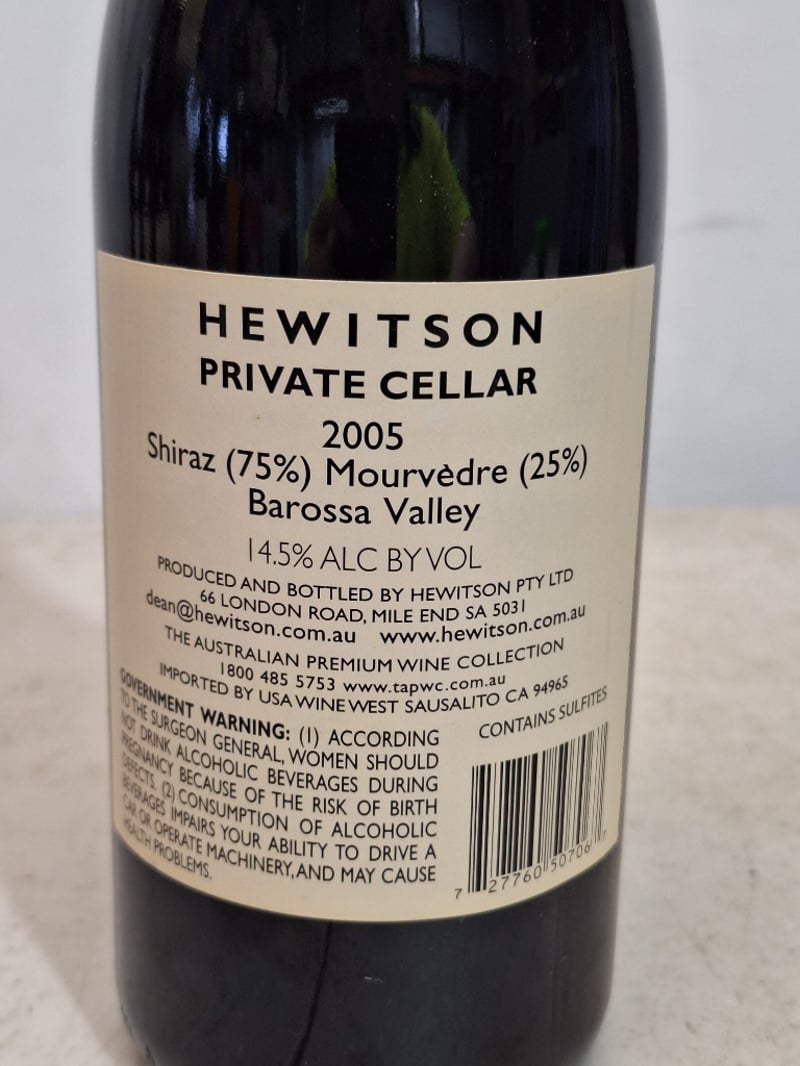 HEWITSON
PRIVATE CELLAR
2005
Shiraz (75%) Mourvèdre (25%)
Barossa Valley
14.5% ALC BY VOL
PRODUCED AND BOTTLED BY HEWITSON PTY LTD
66 LONDON ROAD, MILE END SA 5031
dean@hewitson.com.au www.hewitson.com.au
THE AUSTRALIAN PREMIUM WINE COLLECTION
1800 485 5753 www.tapwc.com.au
IMPORTED BY USA WINE WEST SAUSALITO CA 94965
GOVERNMENT WARNING: (1) ACCORDING
TO THE SURGEON GENERAL, WOMEN SHOULD
NOT DRINK ALCOHOLIC BEVERAGES DURING
PREGNANCY BECAUSE OF THE RISK OF BIRTH
DEFECTS. (2) CONSUMPTION OF ALCOHOLIC
BEVERAGES IMPAIRS YOUR ABILITY TO DRIVE A
CAR OR OPERATE MACHINERY, AND MAY CAUSE
HEALTH PROBLEMS.
CONTAINS SULFITES
7 27760 50706 7